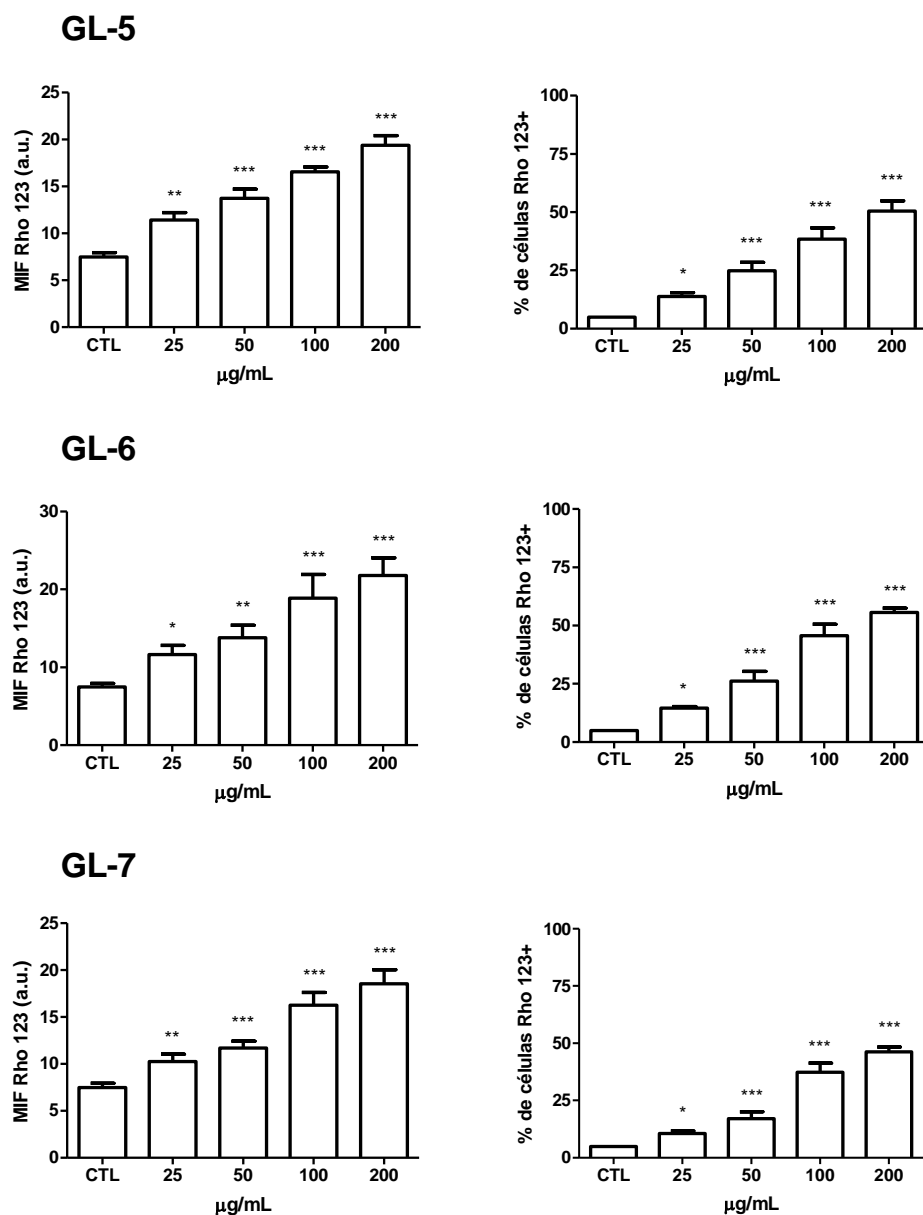 GL-5
MIF Rho 123 (a.u.)
25
20
15
10
5
0
**
***
***
***
CTL 25 50 100 200
µg/mL
% de células Rho 123+
100
75
50
25
0
*
***
***
***
CTL 25 50 100 200
µg/mL
GL-6
MIF Rho 123 (a.u.)
30
20
10
0
*
**
***
***
CTL 25 50 100 200
µg/mL
% de células Rho 123+
100
75
50
25
0
*
***
***
***
CTL 25 50 100 200
µg/mL
GL-7
MIF Rho 123 (a.u.)
25
20
15
10
5
0
**
***
***
***
CTL 25 50 100 200
µg/mL
% de células Rho 123+
100
75
50
25
0
*
***
***
***
CTL 25 50 100 200
µg/mL